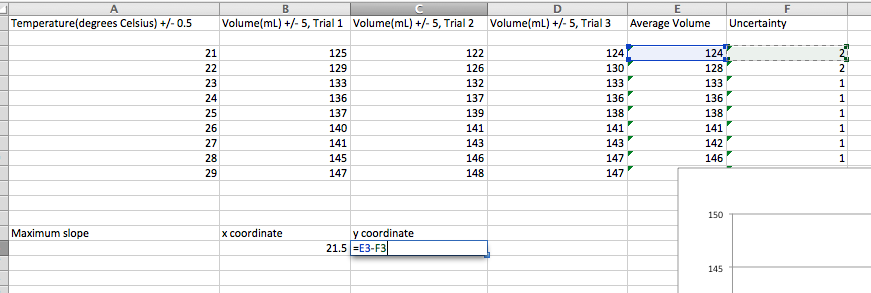 A B C D E F
Temperature(degrees Celsius) +/- 0.5 Volume(mL) +/- 5, Trial 1 Volume(mL) +/- 5, Trial 2 Volume(mL) +/- 5, Trial 3 Average Volume Uncertainty
21 125 122 124 124 2
22 129 126 130 128 2
23 133 132 133 133 1
24 136 137 136 136 1
25 137 139 138 138 1
26 140 141 141 141 1
27 141 143 143 142 1
28 145 146 147 146 1
29 147 148 147
150
Maximum slope x coordinate y coordinate
21.5 =E3-F3
145